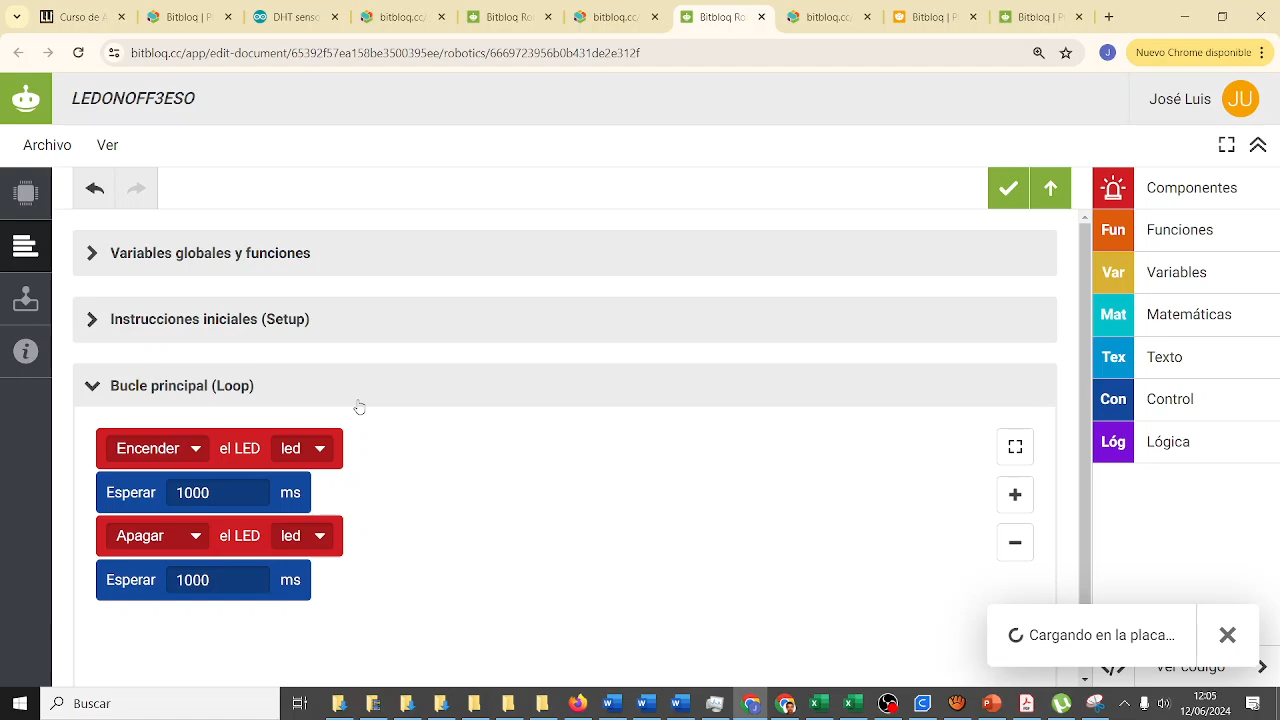 Curso de A
Bitbloq | P
DHT senso
bitbloq.cc/
Bitbloq Ro
bitbloq.cc/
Bitbloq Ro
bitbloq.cc/
Bitbloq | P
Bitbloq | P
bitbloq.cc/app/edit-document/65392f57ea158be3500395ee/robotics/6669723956b0b431de2e312f
J
Nuevo Chrome disponible
LEDONOFF3ESO
José Luis
JU
Archivo
Ver
Componentes
Variables globales y funciones
Fun
Funciones
Var
Variables
Instrucciones iniciales (Setup)
Mat
Matemáticas
Tex
Texto
Bucle principal (Loop)
Con
Control
Encender el LED led
Lóg
Lógica
Esperar 1000 ms
Apagar el LED led
Esperar 1000 ms
Cargando en la placa...
Ver código
Buscar
12:05
12/06/2024